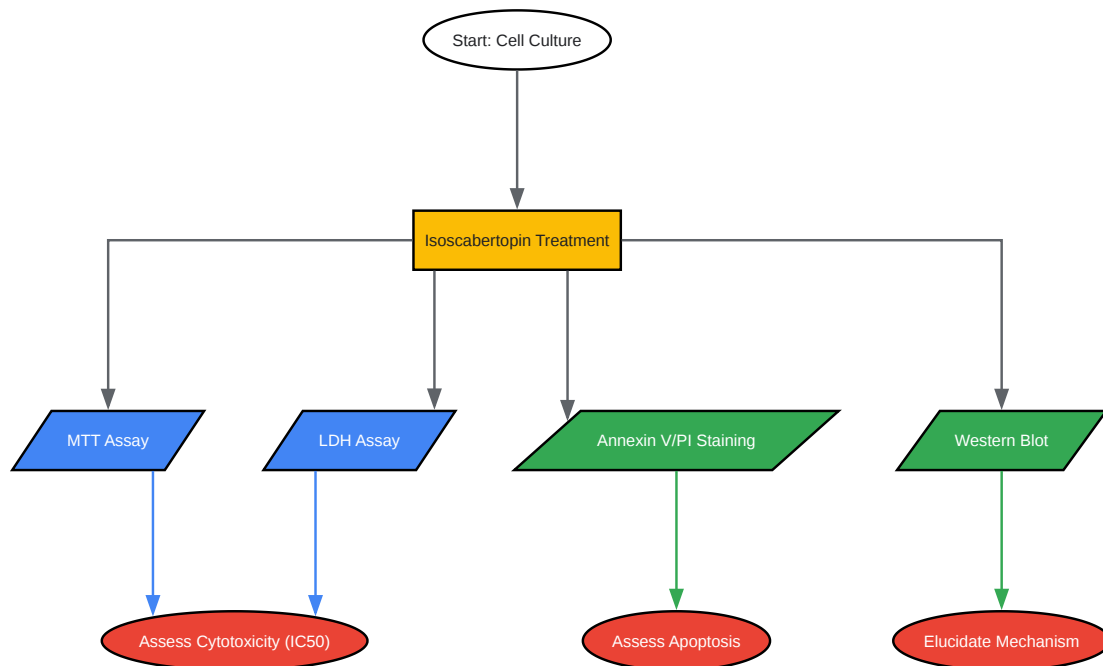 Start: Cell Culture
Isoscabertopin Treatment
MTT Assay
LDH Assay
Annexin V/PI Staining
Western Blot
Assess Cytotoxicity (IC50)
Assess Apoptosis
Elucidate Mechanism